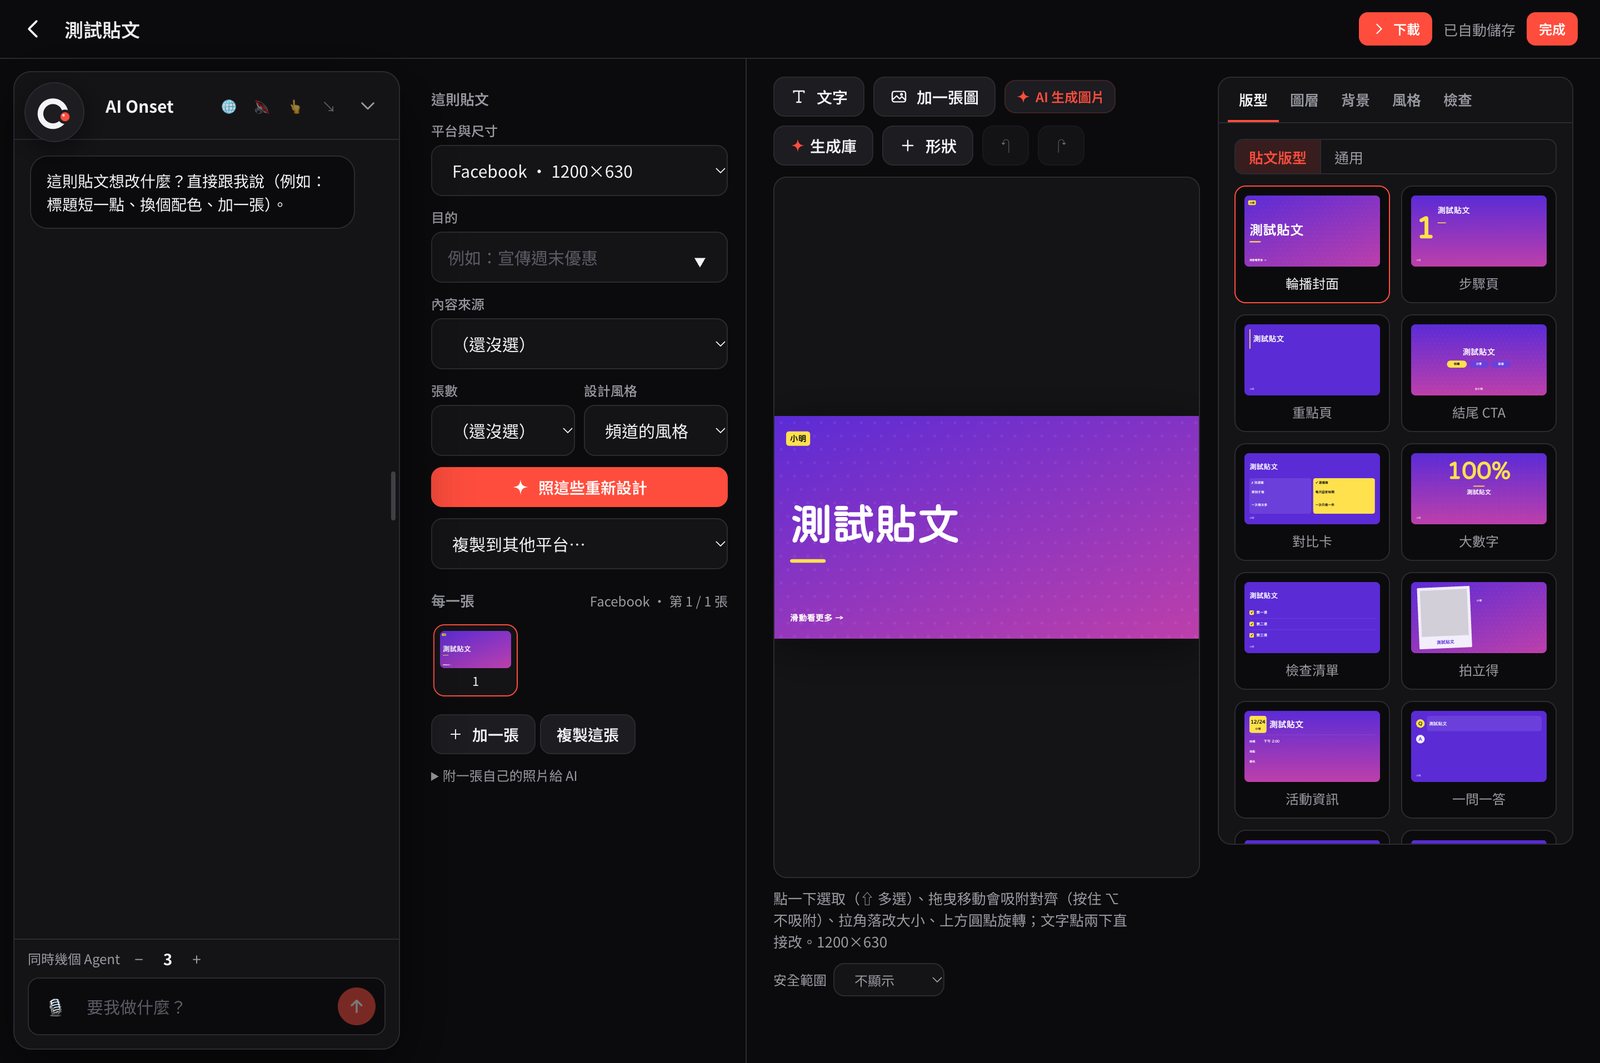 測試貼文
下載
已自動儲存
完成
AI Onset
這則貼文想改什麼？直接跟我說（例如：
標題短一點、換個配色、加一張）。
同時幾個 Agent − 3 +
要我做什麼？
這則貼文
平台與尺寸
Facebook・1200×630
目的
例如：宣傳週末優惠
內容來源
（還沒選）
張數
設計風格
（還沒選）
頻道的風格
照這些重新設計
複製到其他平台⋯
每一張
Facebook・第 1 / 1 張
測試貼文
1
+ 加一張
複製這張
附一張自己的照片給 AI
文字
加一張圖
AI 生成圖片
生成庫
+ 形狀
小明
測試貼文
滑動看更多 →
點一下選取（⇧ 多選）、拖曳移動會吸附對齊（按住 ⌥
不吸附）、拉角落改大小、上方圓點旋轉；文字點兩下直
接改。1200×630
安全範圍
不顯示
版型
圖層
背景
風格
檢查
貼文版型
通用
測試貼文
輪播封面
1
測試貼文
步驟頁
測試貼文
重點頁
測試貼文
結尾 CTA
測試貼文
對比卡
100%
測試貼文
大數字
測試貼文
檢查清單
測試貼文
拍立得
12/24
測試貼文
下午 2:00
活動資訊
Q
測試貼文
A
一問一答